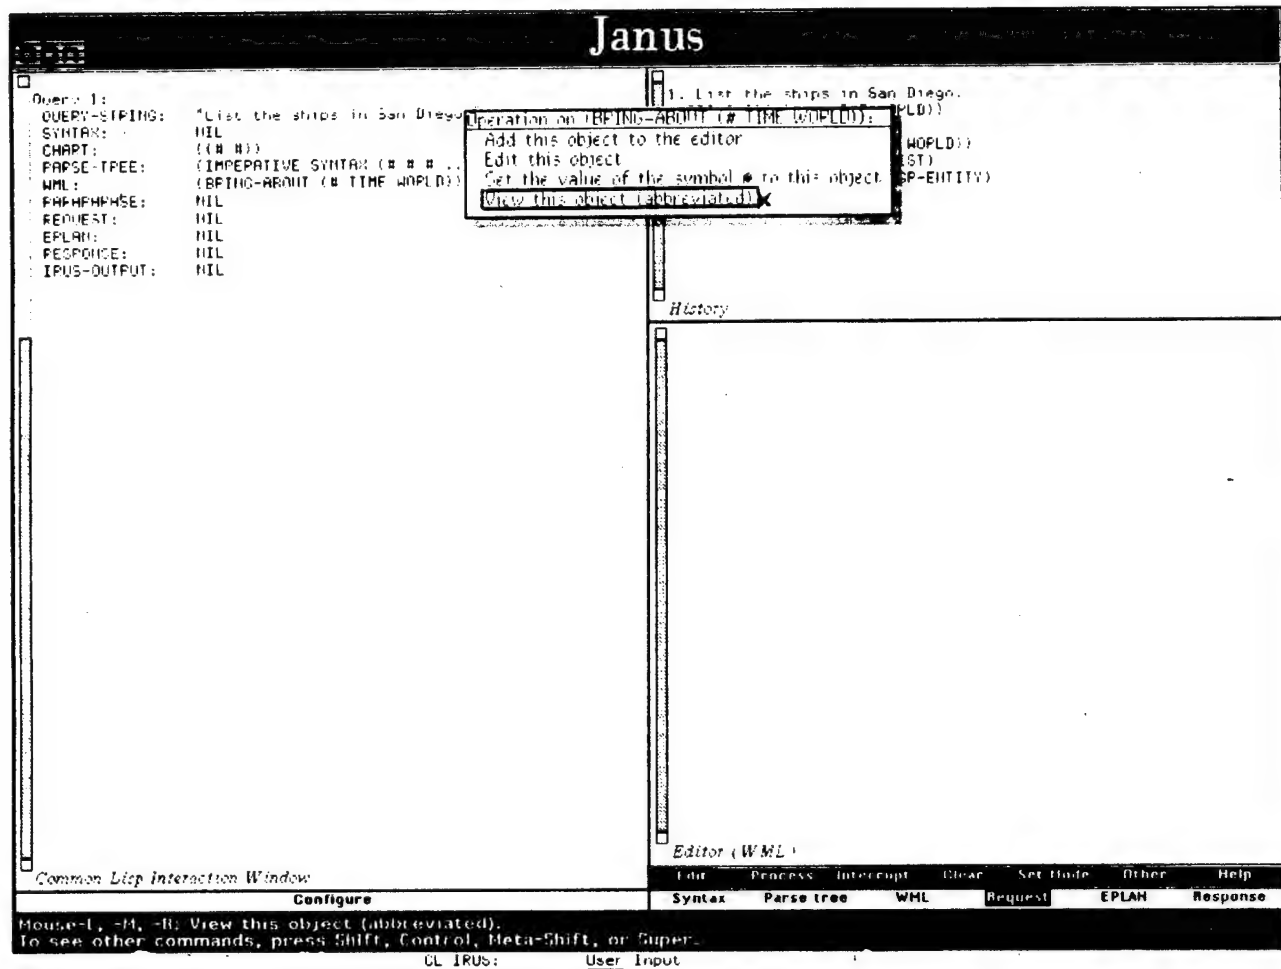 Janus
Query 1:
QUERY-STRING: "List the ships in San Diego
SYNTAX: NIL
CHART: ((# #))
PARSE-TREE: (IMPERATIVE SYNTAX (# # # ..
WML: (BRING-ABOUT (# TIME WORLD))
PARAPHRASE: NIL
REQUEST: NIL
EPLAN: NIL
RESPONSE: NIL
IRUS-OUTPUT: NIL
Common Lisp Interaction Window
Configure
1. List the ships in San Diego.
RLD))
WORLD))
ST)
SP-ENTITY)
Operation on (BRING-ABOUT (# TIME WORLD)):
Add this object to the editor
Edit this object
Set the value of the symbol * to this object
View this object (abbreviated)
History
Editor (WML)
Edit Process Interrupt Clear Set Mode Other Help
Syntax Parse tree WML Request EPLAN Response
Mouse-L, -M, -R: View this object (abbreviated).
To see other commands, press Shift, Control, Meta-Shift, or Super.
CL IRUS: User Input